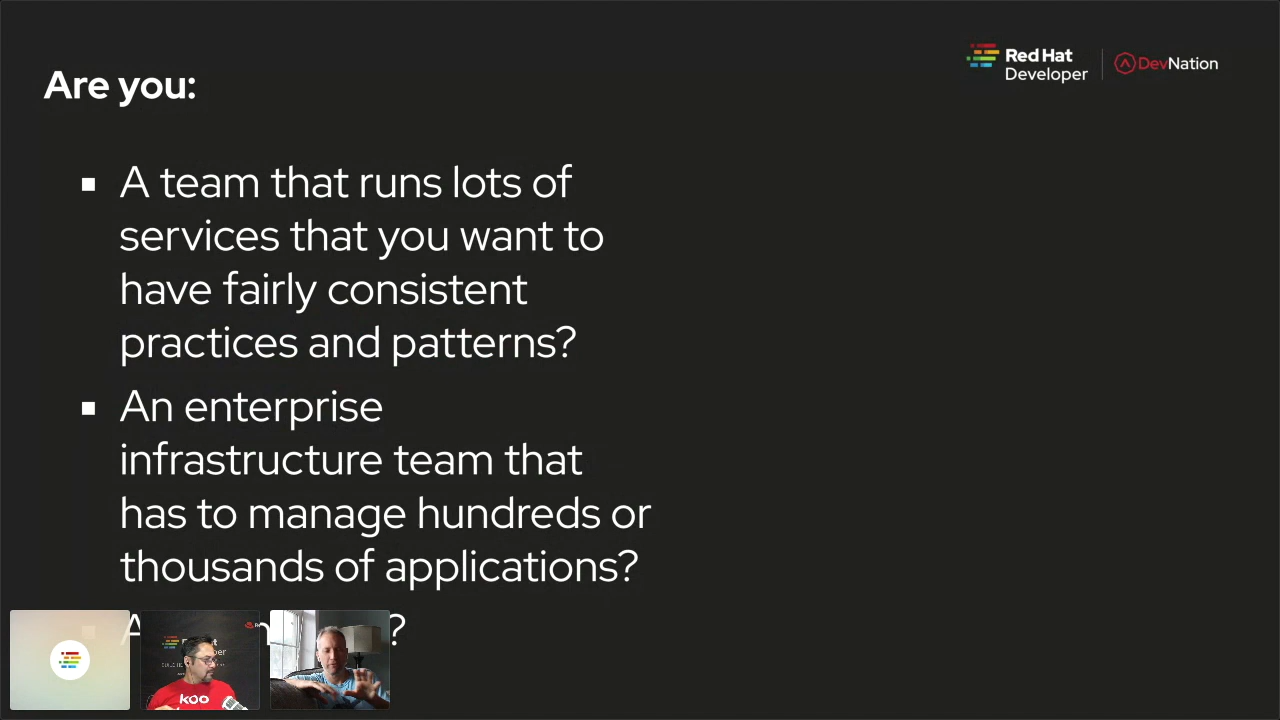 Are you:
Red Hat
Developer
DevNation
A team that runs lots of
services that you want to
have fairly consistent
practices and patterns?
An enterprise
infrastructure team that
has to manage hundreds or
thousands of applications?
koo